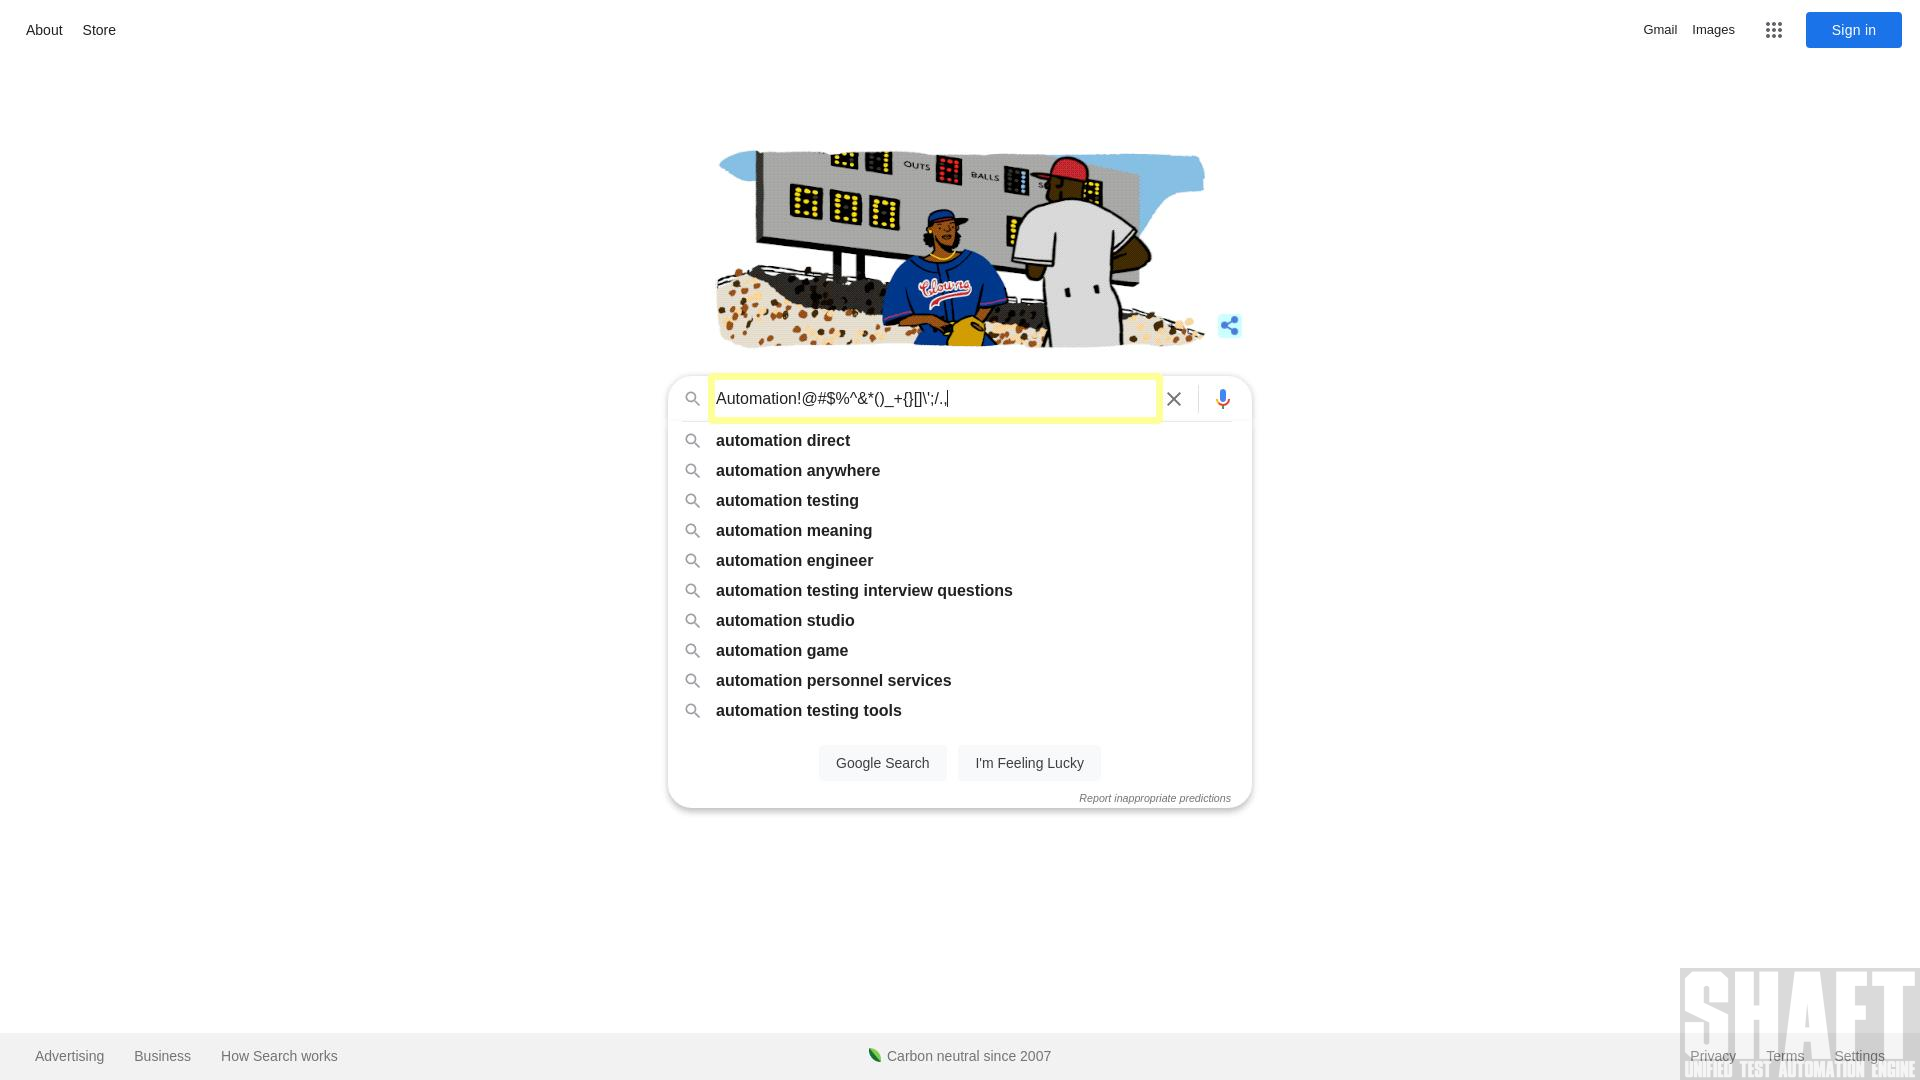 About Store Gmail Images Sign in
OUTS
BALLS
Clowns
Automation!@#$%^&*()_+{}[]\';/.,
automation direct
automation anywhere
automation testing
automation meaning
automation engineer
automation testing interview questions
automation studio
automation game
automation personnel services
automation testing tools
Google Search I'm Feeling Lucky
Report inappropriate predictions
SHAFT
Advertising Business How Search works Carbon neutral since 2007 Privacy Terms Settings
UNIFIED TEST AUTOMATION ENGINE